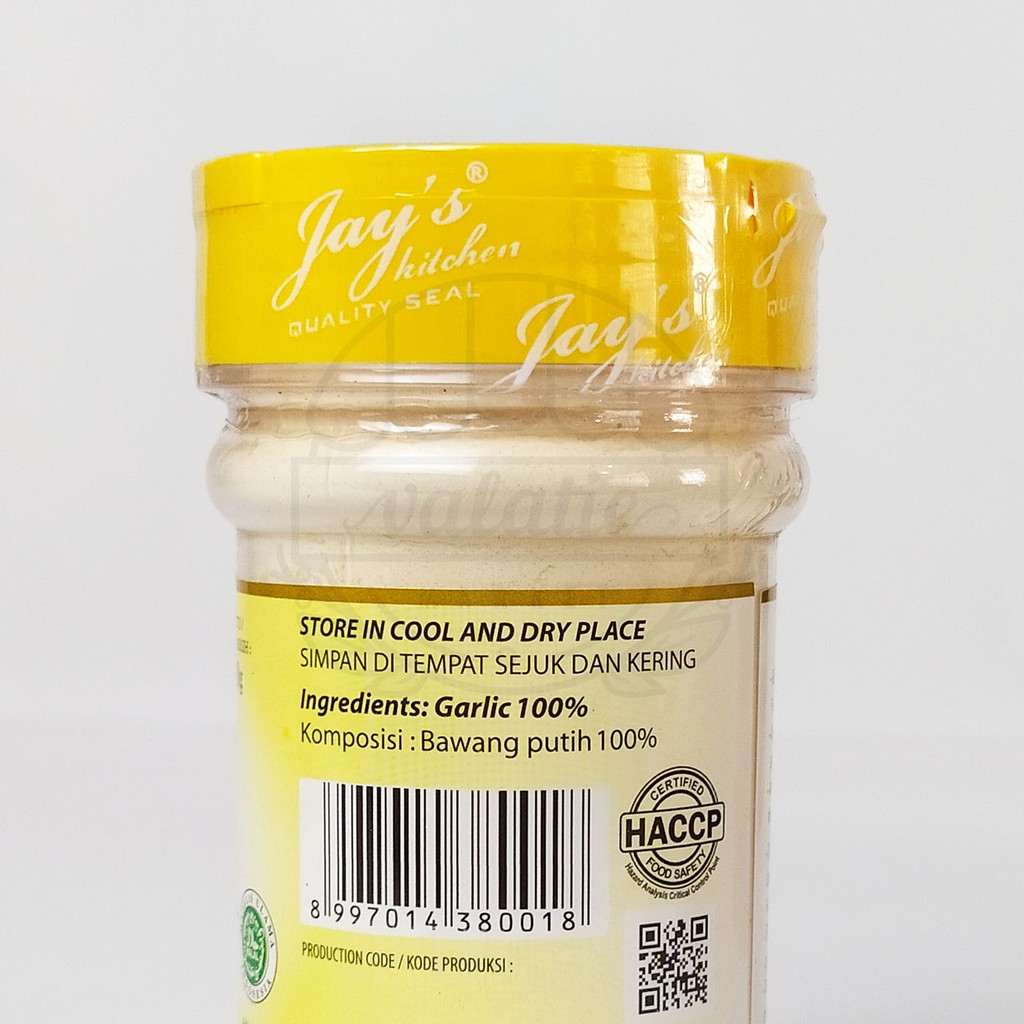 Jay's®
kitchen
QUALITY SEAL
Jay's®
kitchen
valatie
STORE IN COOL AND DRY PLACE
SIMPAN DI TEMPAT SEJUK DAN KERING
Ingredients: Garlic 100%
Komposisi : Bawang putih 100%
8 997014 380018
CERTIFIED
HACCP
FOOD SAFETY
Hazard Analysis Critical Control Point
PRODUCTION CODE / KODE PRODUKSI :